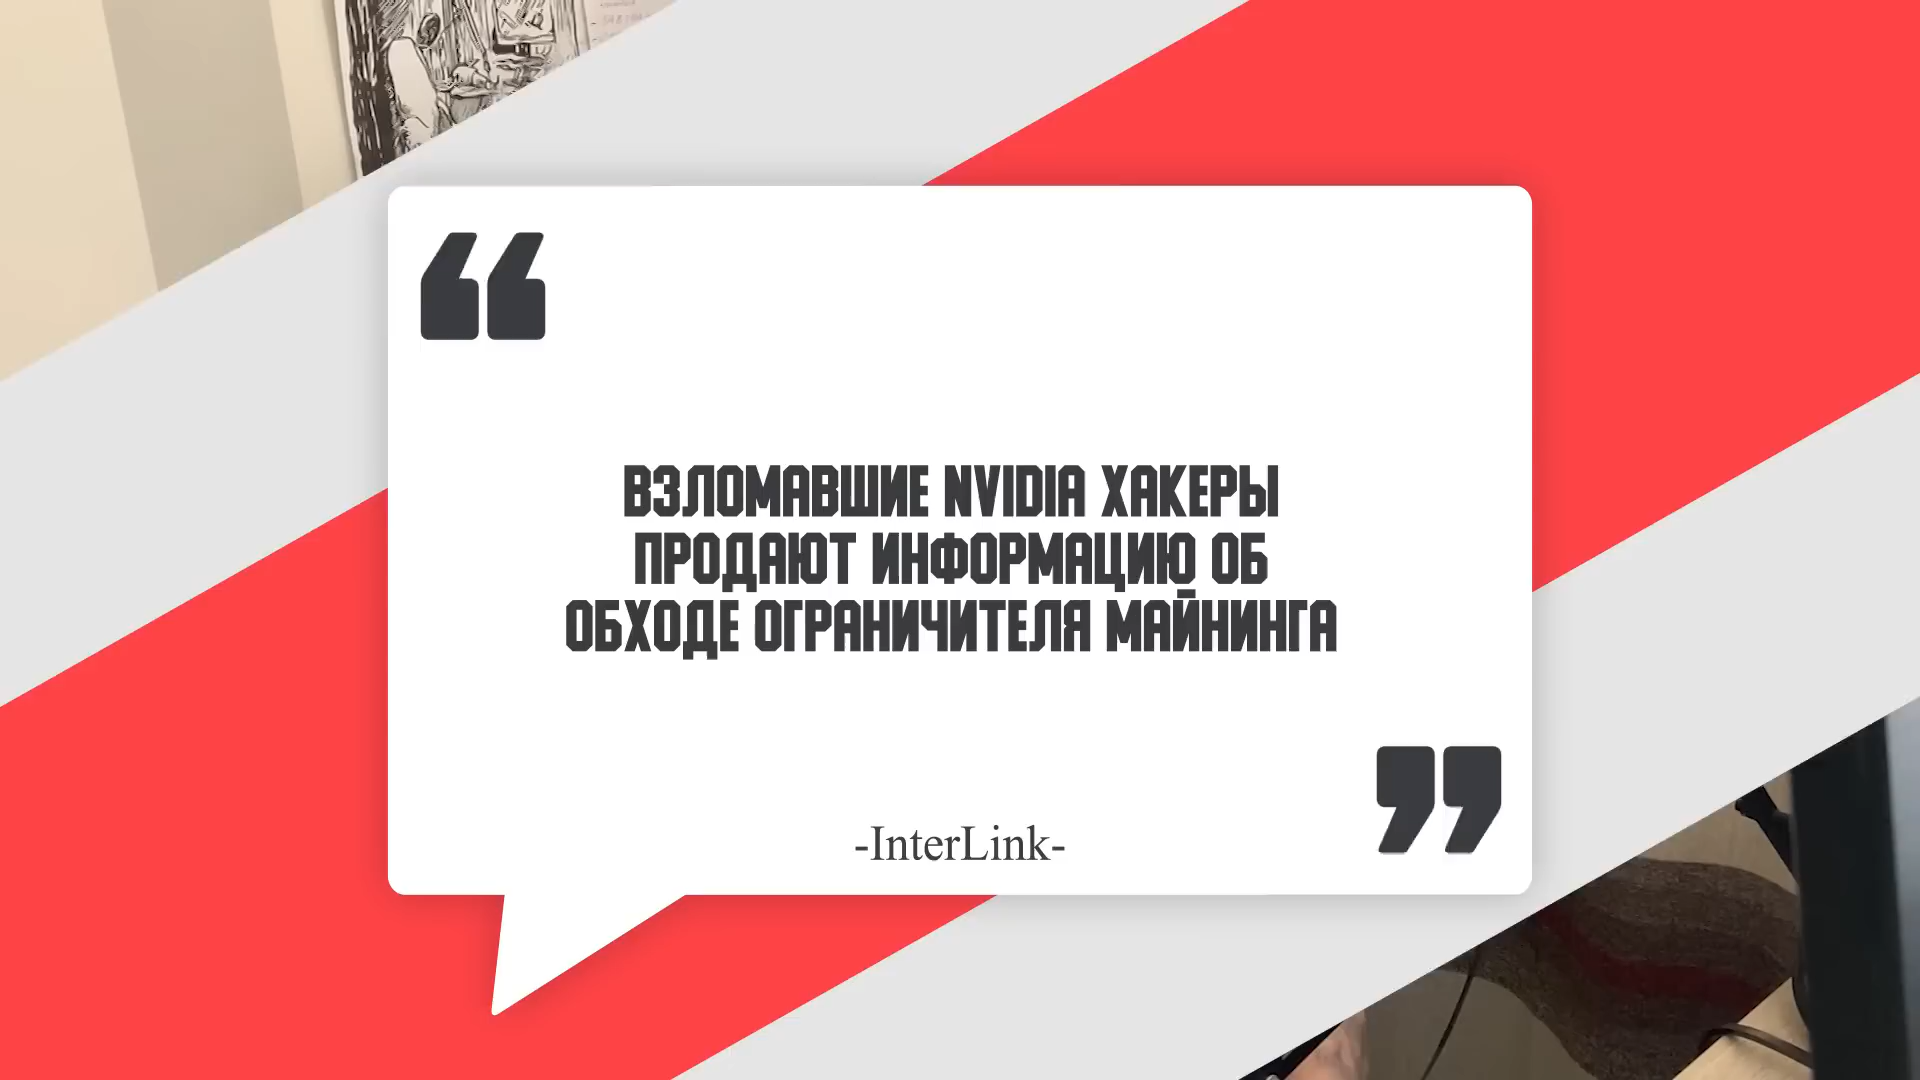 ВЗЛОМАВШИЕ NVIDIA ХАКЕРЫ
ПРОДАЮТ ИНФОРМАЦИЮ ОБ
ОБХОДЕ ОГРАНИЧИТЕЛЯ МАЙНИНГА
-InterLink-